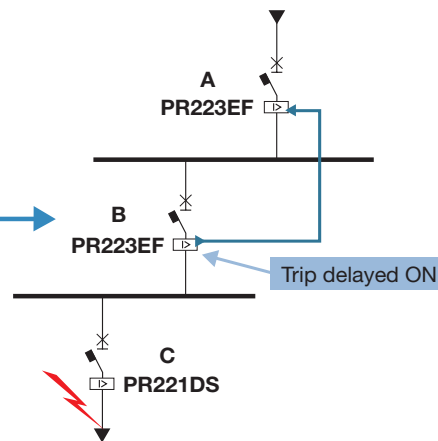 A
PR223EF
B
PR223EF
Trip delayed ON
C
PR221DS